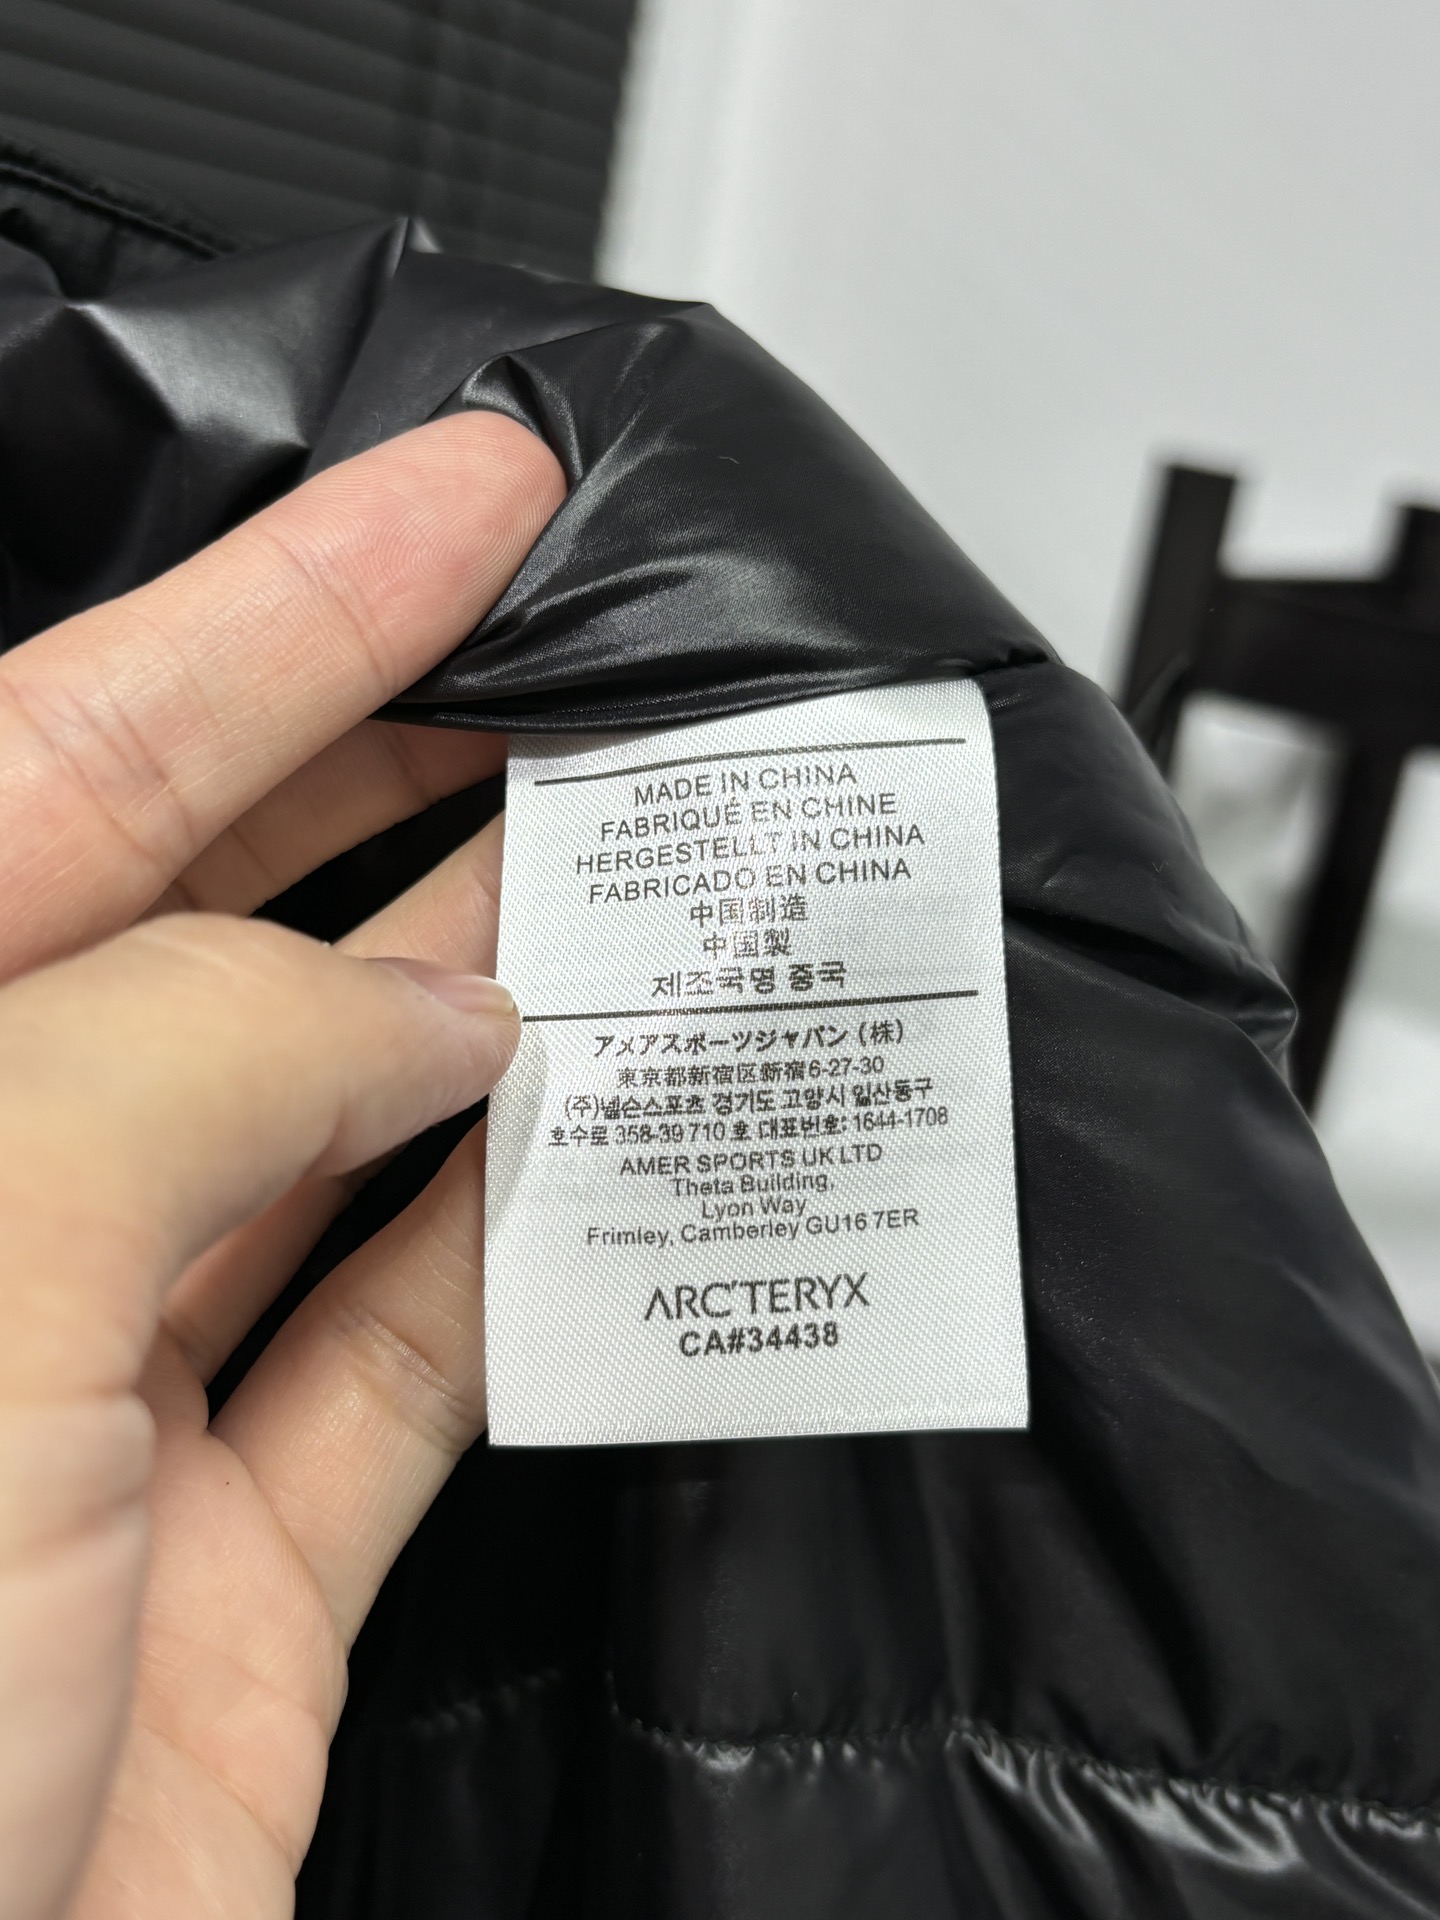 MADE IN CHINA
FABRIQUÉ EN CHINE
HERGESTELLT IN CHINA
FABRICADO EN CHINA
中国制造
中国製
제조국명 중국
アメアスポーツジャパン（株）
東京都新宿区新宿6-27-30
(주)넬슨스포츠 경기도 고양시 일산동구
호수로 358-39 710 호 대표번호: 1644-1708
AMER SPORTS UK LTD
Theta Building,
Lyon Way
Frimley, Camberley GU16 7ER
ARC'TERYX
CA#34438